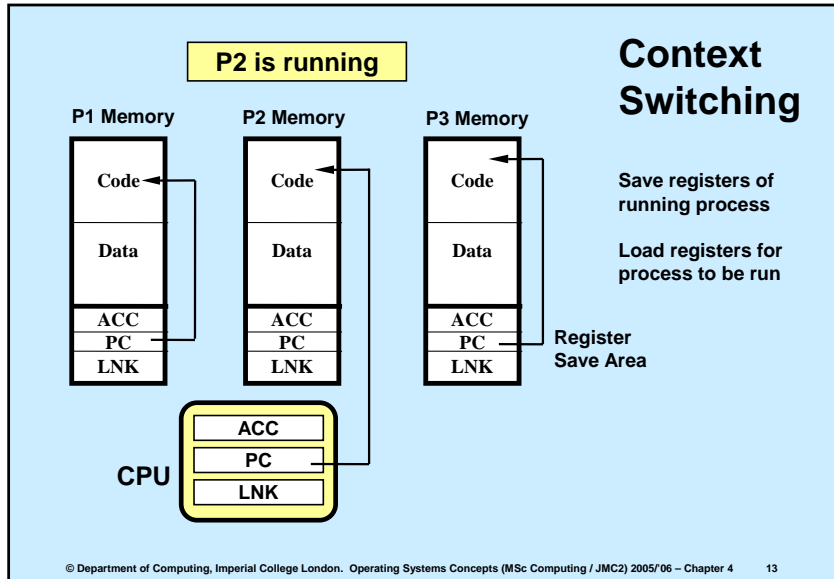 P2 is running
Context
Switching
P1 Memory
P2 Memory
P3 Memory
Code
Code
Code
Data
Data
Data
ACC
ACC
ACC
PC
PC
PC
LNK
LNK
LNK
Save registers of
running process
Load registers for
process to be run
Register
Save Area
CPU
ACC
PC
LNK
© Department of Computing, Imperial College London. Operating Systems Concepts (MSc Computing / JMC2) 2005/'06 – Chapter 4 13